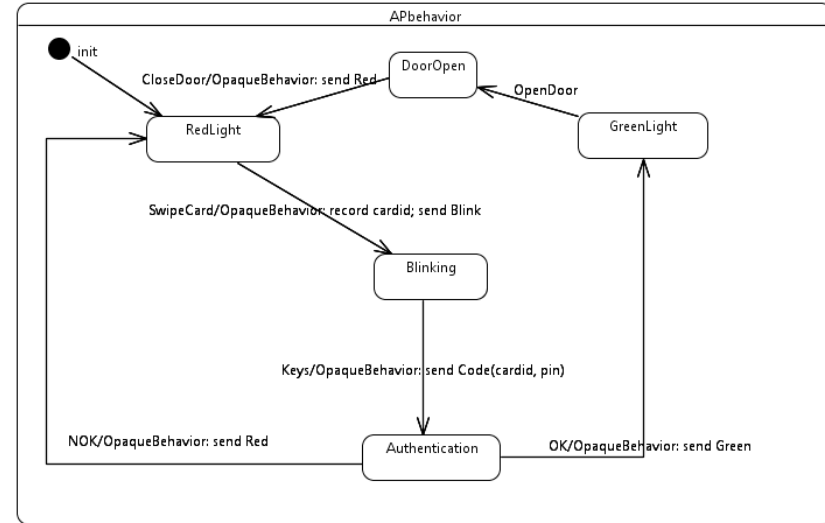 APbehavior
init
DoorOpen
CloseDoor/OpaqueBehavior: send Red
OpenDoor
RedLight
GreenLight
SwipeCard/OpaqueBehavior: record cardid; send Blink
Blinking
Keys/OpaqueBehavior: send Code(cardid, pin)
NOK/OpaqueBehavior: send Red
Authentication
OK/OpaqueBehavior: send Green